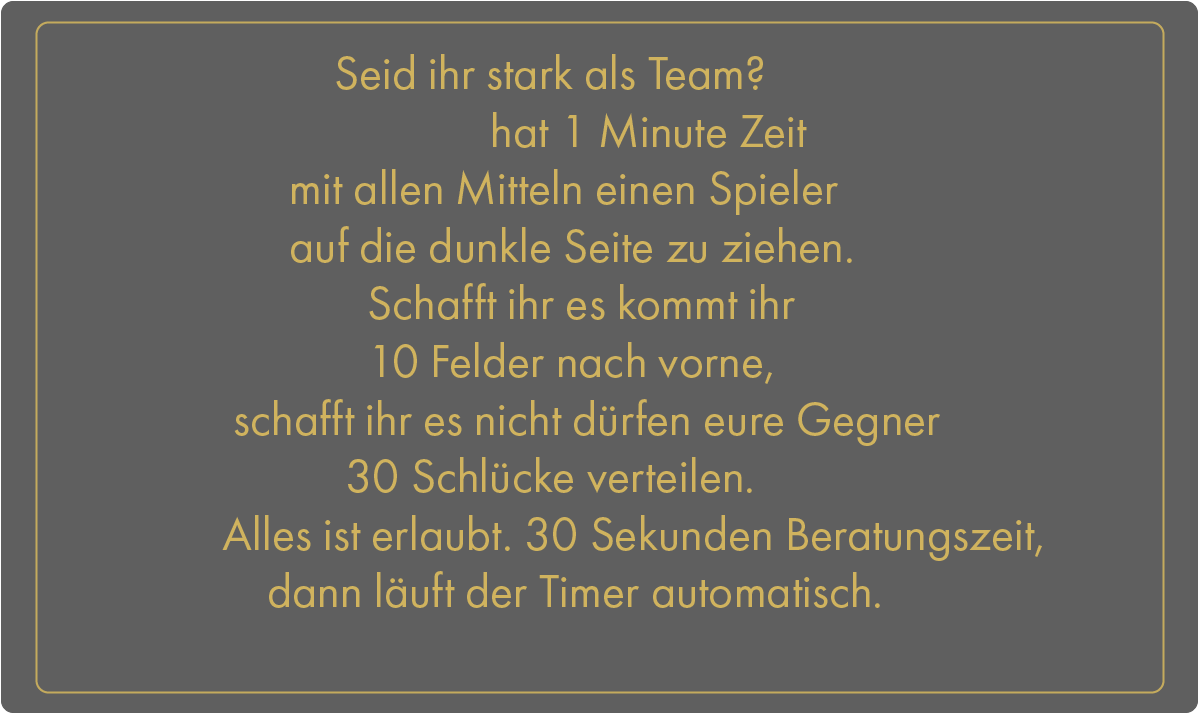 Seid ihr stark als Team?
hat 1 Minute Zeit
mit allen Mitteln einen Spieler
auf die dunkle Seite zu ziehen.
Schafft ihr es kommt ihr
10 Felder nach vorne,
schafft ihr es nicht dürfen eure Gegner
30 Schlücke verteilen.
Alles ist erlaubt. 30 Sekunden Beratungszeit,
dann läuft der Timer automatisch.